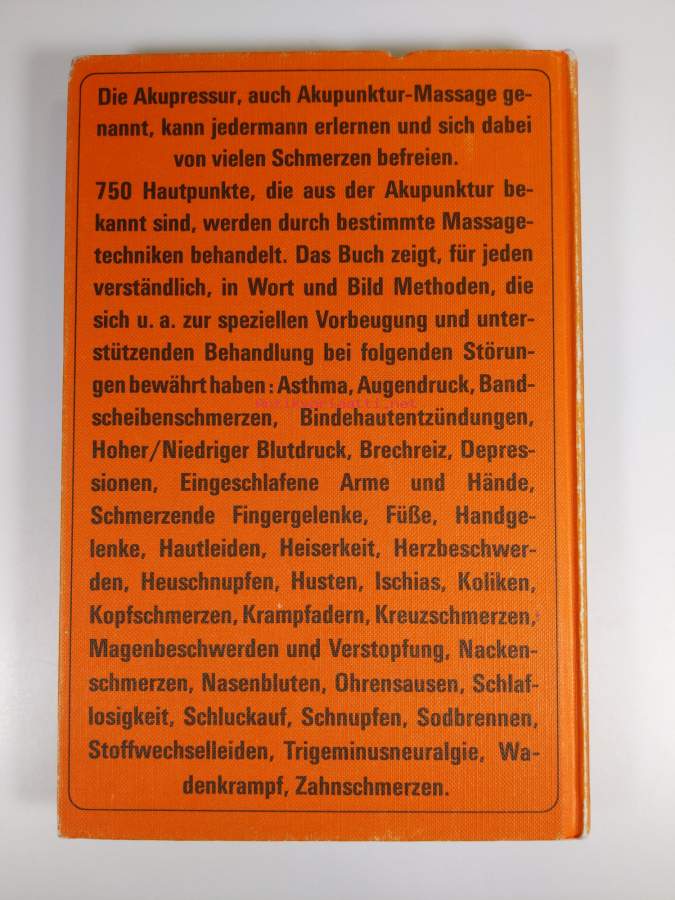 Die Akupressur, auch Akupunktur-Massage ge-
nannt, kann jedermann erlernen und sich dabei
von vielen Schmerzen befreien.
750 Hautpunkte, die aus der Akupunktur be-
kannt sind, werden durch bestimmte Massage-
techniken behandelt. Das Buch zeigt, für jeden
verständlich, in Wort und Bild Methoden, die
sich u. a. zur speziellen Vorbeugung und unter-
stützenden Behandlung bei folgenden Störun-
gen bewährt haben: Asthma, Augendruck, Band-
scheibenschmerzen, Bindehautentzündungen,
Hoher/Niedriger Blutdruck, Brechreiz, Depres-
sionen, Eingeschlafene Arme und Hände,
Schmerzende Fingergelenke, Füße, Handge-
lenke, Hautleiden, Heiserkeit, Herzbeschwer-
den, Heuschnupfen, Husten, Ischias, Koliken,
Kopfschmerzen, Krampfadern, Kreuzschmerzen,
Magenbeschwerden und Verstopfung, Nacken-
schmerzen, Nasenbluten, Ohrensausen, Schlaf-
losigkeit, Schluckauf, Schnupfen, Sodbrennen,
Stoffwechselleiden, Trigeminusneuralgie, Wa-
denkrampf, Zahnschmerzen.